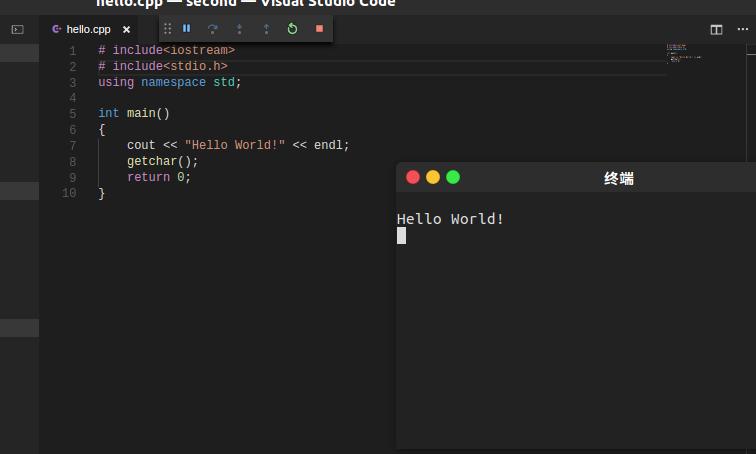 hello.cpp — second — Visual Studio Code
hello.cpp
1 # include<iostream>
2 # include<stdio.h>
3 using namespace std;
4
5 int main()
6 {
7 cout << "Hello World!" << endl;
8 getchar();
9 return 0;
10 }
终端
Hello World!